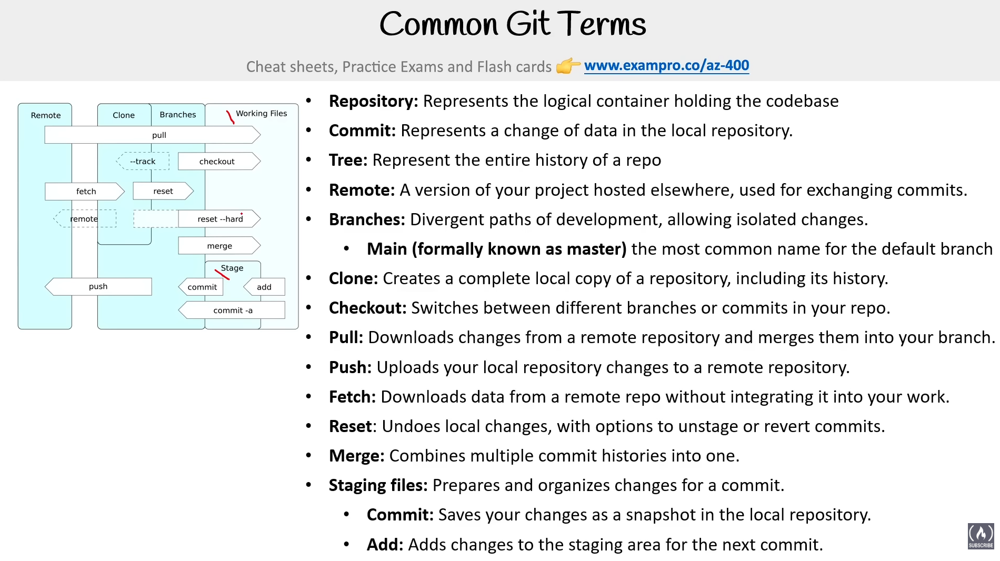 Common Git Terms
Cheat sheets, Practice Exams and Flash cards 👉 www.exampro.co/az-400
Remote
Clone
Branches
Working Files
pull
--track
checkout
fetch
reset
remote
reset --hard
merge
Stage
push
commit
add
commit -a
• Repository: Represents the logical container holding the codebase
• Commit: Represents a change of data in the local repository.
• Tree: Represent the entire history of a repo
• Remote: A version of your project hosted elsewhere, used for exchanging commits.
• Branches: Divergent paths of development, allowing isolated changes.
• Main (formally known as master) the most common name for the default branch
• Clone: Creates a complete local copy of a repository, including its history.
• Checkout: Switches between different branches or commits in your repo.
• Pull: Downloads changes from a remote repository and merges them into your branch.
• Push: Uploads your local repository changes to a remote repository.
• Fetch: Downloads data from a remote repo without integrating it into your work.
• Reset: Undoes local changes, with options to unstage or revert commits.
• Merge: Combines multiple commit histories into one.
• Staging files: Prepares and organizes changes for a commit.
• Commit: Saves your changes as a snapshot in the local repository.
• Add: Adds changes to the staging area for the next commit.
SUBSCRIBE